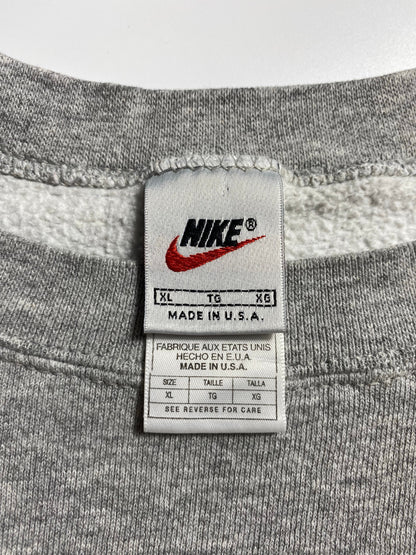 NIKE®
XL TG XG
MADE IN U.S.A.
FABRIQUE AUX ETATS UNIS
HECHO EN E.U.A.
MADE IN U.S.A.
SIZE TAILLE TALLA
XL TG XG
SEE REVERSE FOR CARE